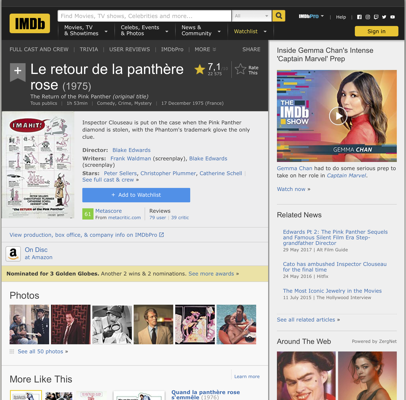 IMDb
Find Movies, TV shows, Celebrities and more...
All
IMDbPro
Help
Movies, TV
& Showtimes
Celebs, Events
& Photos
News &
Community
Watchlist
Sign in
FULL CAST AND CREW | TRIVIA | USER REVIEWS | IMDbPro | MORE
SHARE
Le retour de la panthère
rose (1975)
7,1
Rate
This
The Return of the Pink Panther (original title)
Tous publics | 1h 53min | Comedy, Crime, Mystery | 17 December 1975 (France)
I'M A HIT!
Inspector Clouseau is put on the case when the Pink Panther
diamond is stolen, with the Phantom's trademark glove the only
clue.
Director: Blake Edwards
Writers: Frank Waldman (screenplay), Blake Edwards
(screenplay)
Stars: Peter Sellers, Christopher Plummer, Catherine Schell |
See full cast & crew »
+ Add to Watchlist
61
Metascore
From metacritic.com
Reviews
79 user | 39 critic
View production, box office, & company info on IMDbPro
On Disc
at Amazon
Nominated for 3 Golden Globes. Another 2 wins & 2 nominations. See more awards »
Photos
See all 50 photos »
More Like This
Learn more
Quand la panthère rose
s'emmêle (1976)
Inside Gemma Chan's Intense
'Captain Marvel' Prep
THE
IMDb
SHOW
GEMMA CHAN
Gemma Chan had to do some serious prep to
take on her role in Captain Marvel.
Watch now »
Related News
Edwards Pt 2: The Pink Panther Sequels
and Famous Silent Film Era Step-
grandfather Director
29 May 2017 | Alt Film Guide
Cato has ambushed Inspector Clouseau
for the final time
24 May 2016 | Hitfix
The Most Iconic Jewelry in the Movies
11 July 2015 | The Hollywood Interview
See all related articles »
Around The Web
Powered by ZergNet